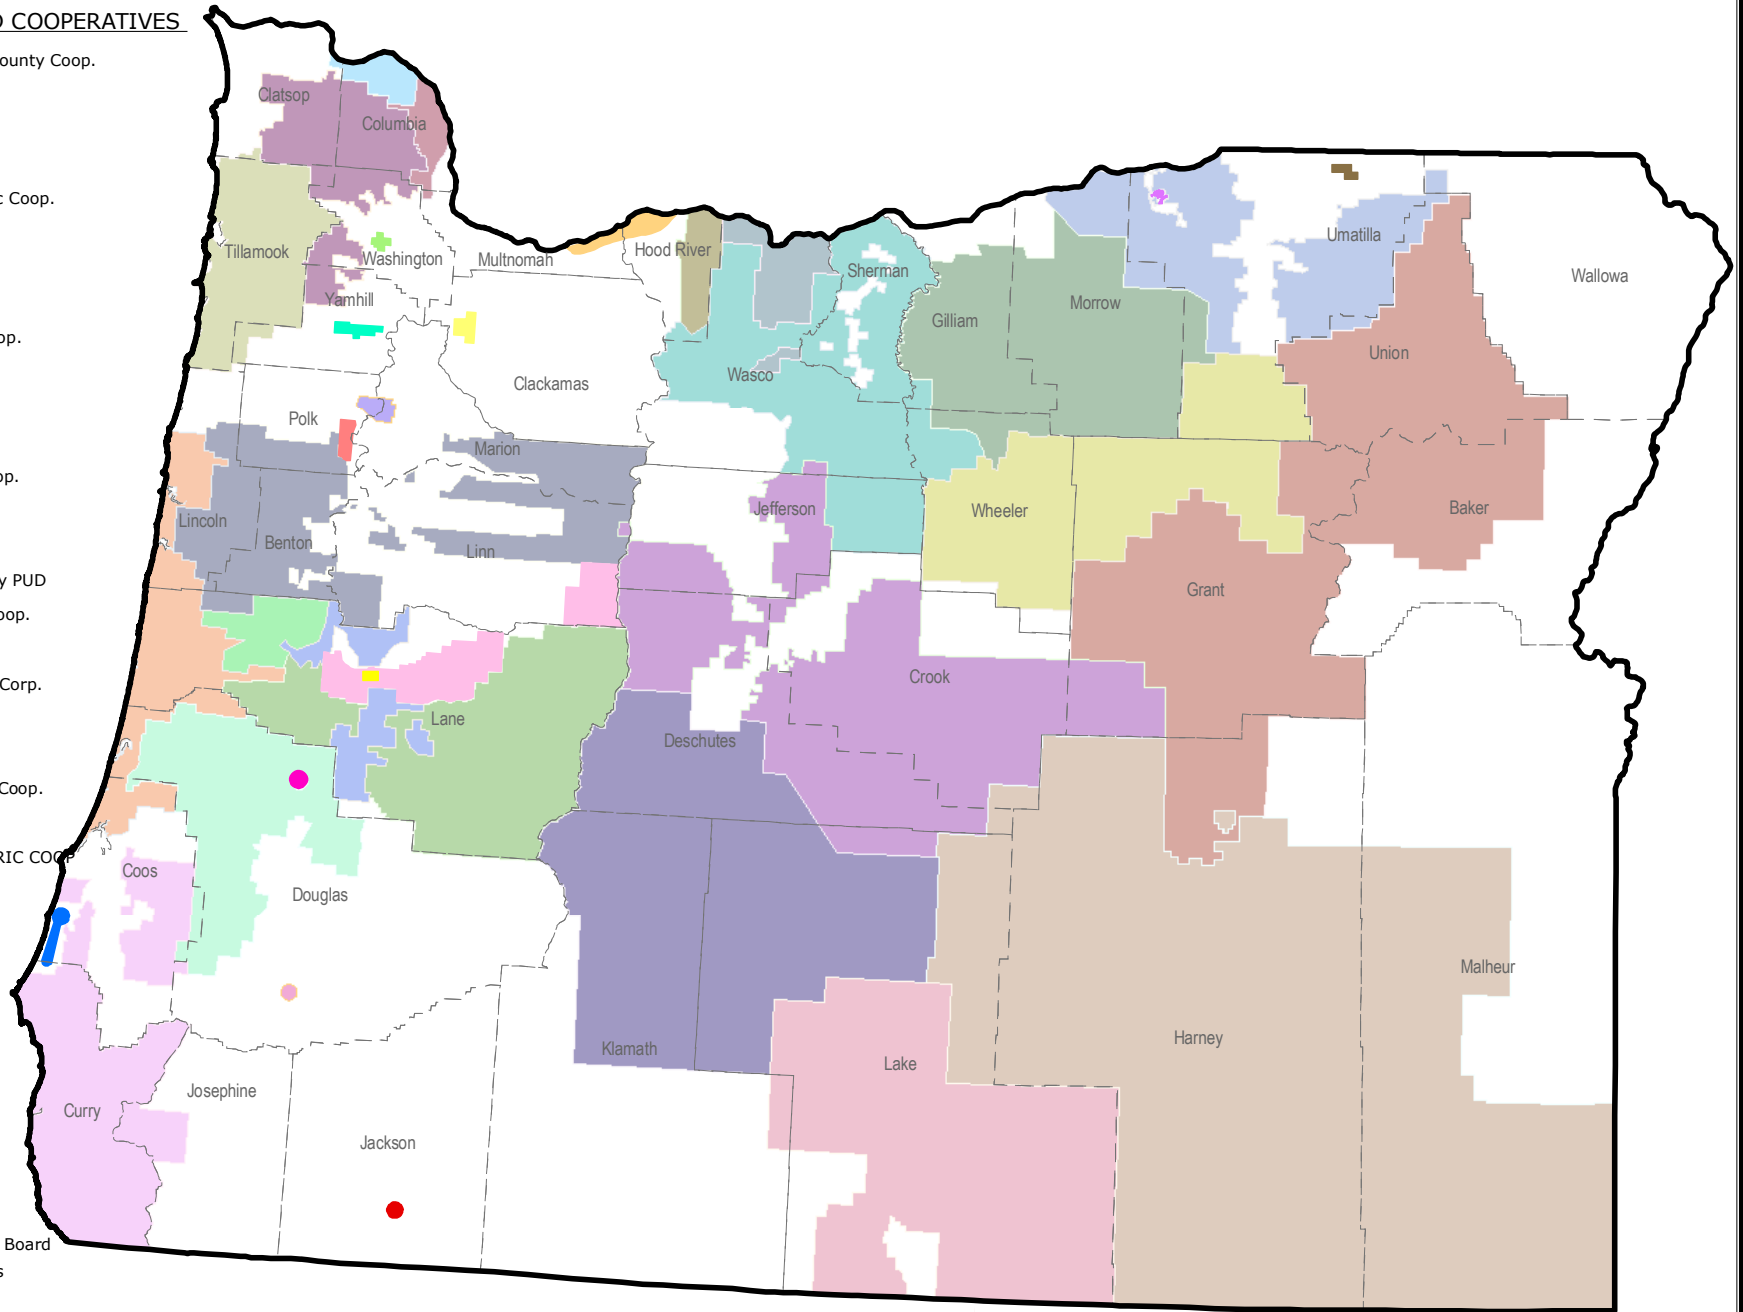 D COOPERATIVES
ounty Coop.
Clatsop
Columbia
c Coop.
Umatilla
Tillamook
Washington
Multnomah
Hood River
Sherman
Wallowa
Yamhill
Morrow
Gilliam
op.
Union
Wasco
Clackamas
Polk
Marion
op.
Jefferson
Wheeler
Baker
Lincoln
Benton
Linn
y PUD
Grant
oop.
Crook
Corp.
Lane
Deschutes
Coop.
RIC COOP
Coos
Douglas
Malheur
Harney
Klamath
Lake
Josephine
Curry
Jackson
Board
s